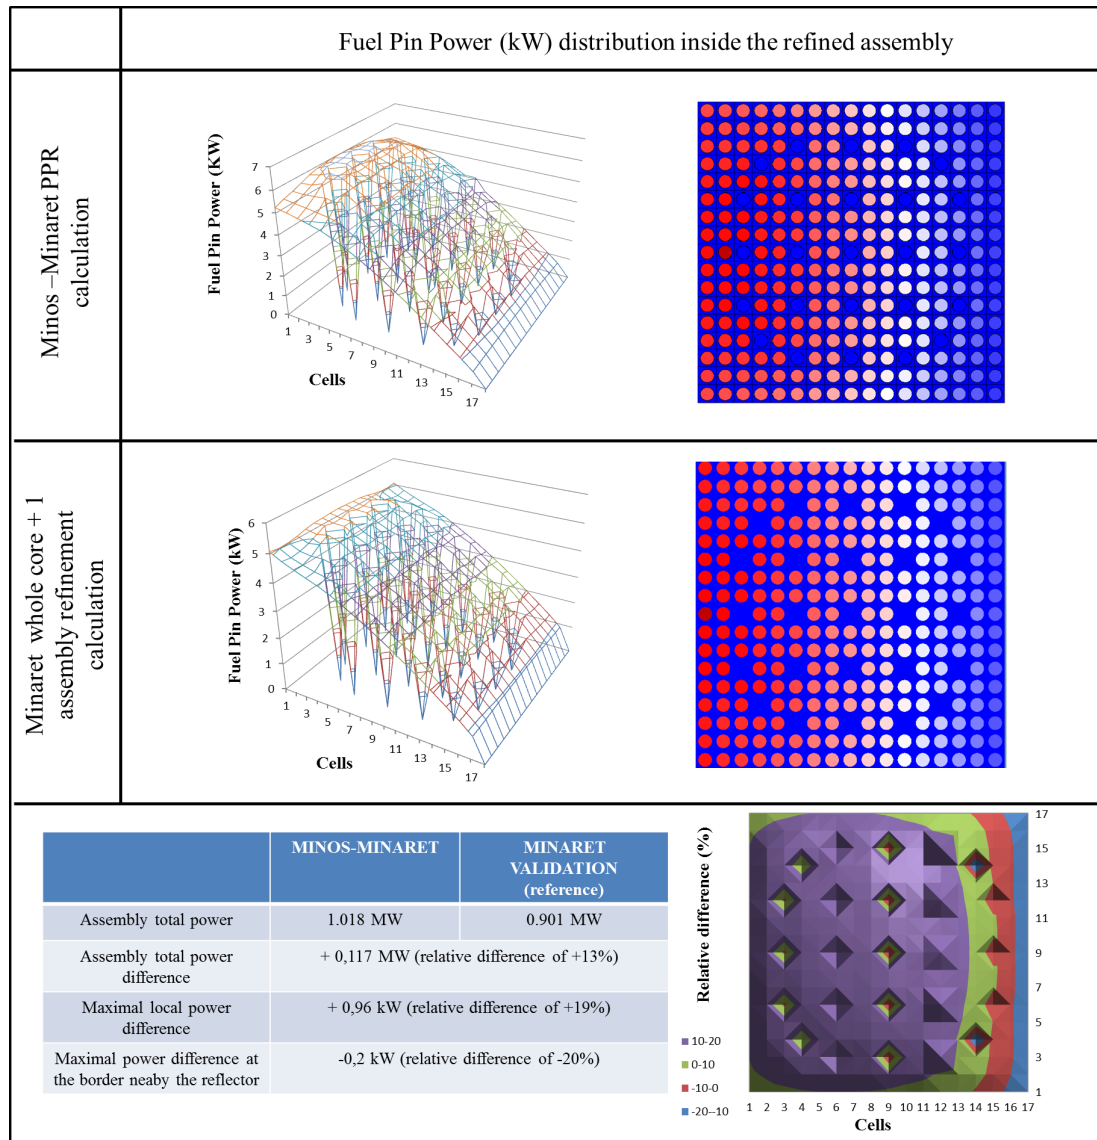 Fuel Pin Power (kW) distribution inside the refined assembly
Minos –Minaret PPR
calculation
Fuel Pin Power (KW)
7
6
5
4
3
2
1
0
1
3
5
7
9
11
13
15
17
Cells
Minaret whole core + 1
assembly refinement
calculation
Fuel Pin Power (kW)
6
5
4
3
2
1
0
1
3
5
7
9
11
13
15
17
Cells
MINOS-MINARET
MINARET
VALIDATION
(reference)
Assembly total power
1.018 MW
0.901 MW
Assembly total power
difference
+ 0,117 MW (relative difference of +13%)
Maximal local power
difference
+ 0,96 kW (relative difference of +19%)
Maximal power difference at
the border neaby the reflector
-0,2 kW (relative difference of -20%)
Relative difference (%)
17
15
13
11
9
7
5
3
1
10-20
0-10
-10-0
-20--10
1 2 3 4 5 6 7 8 9 10 11 12 13 14 15 16 17
Cells